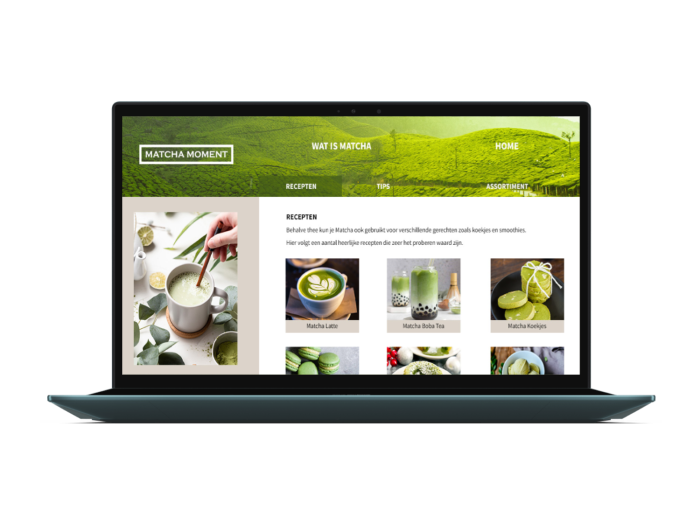 MATCHA MOMENT
WAT IS MATCHA
HOME
RECEPTEN
TIPS
ASSORTIMENT
RECEPTEN
Behalve thee kun je Matcha ook gebruikt voor verschillende gerechten zoals koekjes en smoothies.
Hier volgt een aantal heerlijke recepten die zeer het proberen waard zijn.
Matcha Latte
Matcha Boba Tea
Matcha Koekjes